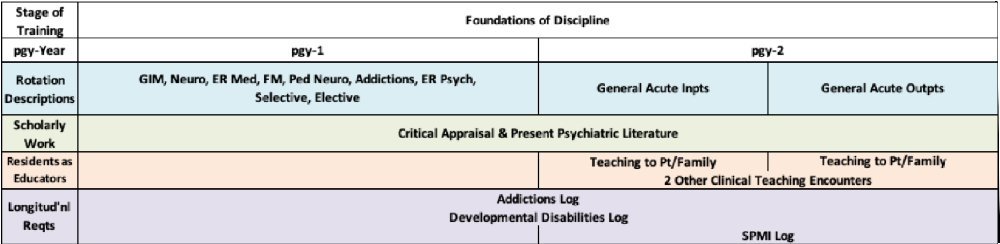 Stage of
Training
Foundations of Discipline
pgy-Year
pgy-1
pgy-2
Rotation
Descriptions
GIM, Neuro, ER Med, FM, Ped Neuro, Addictions, ER Psych,
Selective, Elective
General Acute Inpts
General Acute Outpts
Scholarly
Work
Critical Appraisal & Present Psychiatric Literature
Residents as
Educators
Teaching to Pt/Family
Teaching to Pt/Family
2 Other Clinical Teaching Encounters
Longitud'nl
Reqts
Addictions Log
Developmental Disabilities Log
SPMI Log